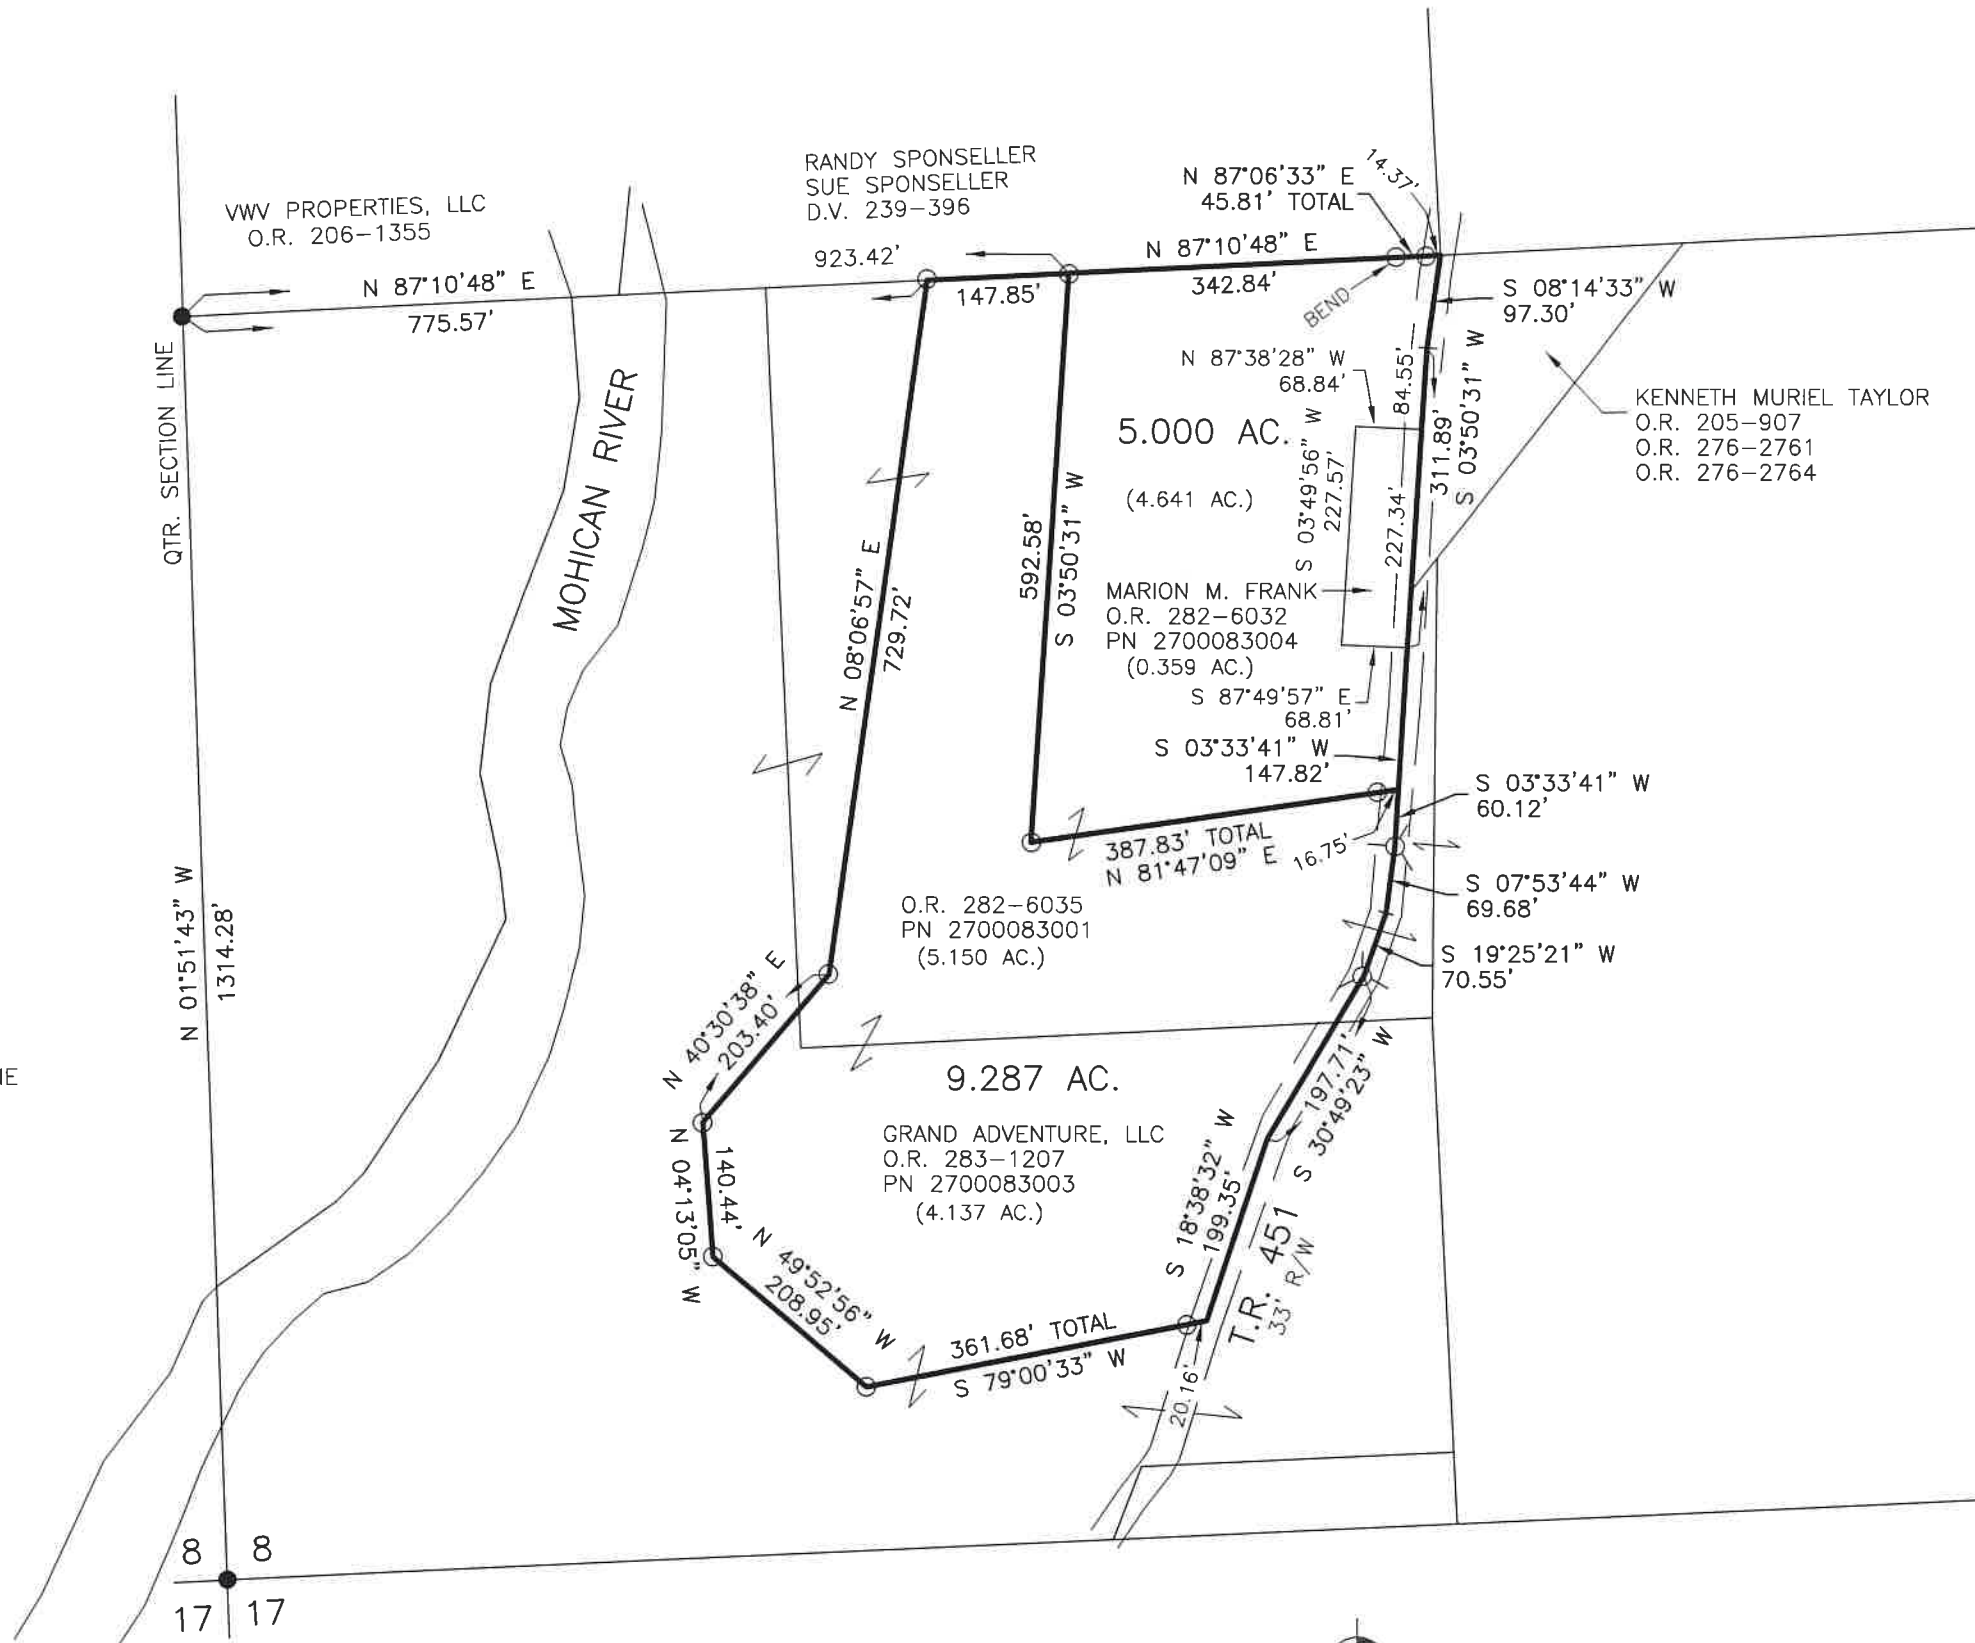 VWV PROPERTIES, LLC
O.R. 206-1355
RANDY SPONSELLER
SUE SPONSELLER
D.V. 239-396
N 87°06'33" E
45.81' TOTAL
14.37'
923.42'
N 87°10'48" E
775.57'
147.85'
N 87°10'48" E
342.84'
BEND
S 08°14'33" W
97.30'
QTR. SECTION LINE
MOHICAN RIVER
N 87°38'28" W
68.84'
84.55'
311.89'
S 03°50'31" W
KENNETH MURIEL TAYLOR
O.R. 205-907
O.R. 276-2761
O.R. 276-2764
5.000 AC.
(4.641 AC.)
S 03°49'56" W
227.57'
227.34'
592.58'
S 03°50'31" W
N 08°06'57" E
729.72'
MARION M. FRANK
O.R. 282-6032
PN 2700083004
(0.359 AC.)
S 87°49'57" E
68.81'
S 03°33'41" W
147.82'
S 03°33'41" W
60.12'
387.83' TOTAL
N 81°47'09" E
16.75'
S 07°53'44" W
69.68'
O.R. 282-6035
PN 2700083001
(5.150 AC.)
S 19°25'21" W
70.55'
N 01°51'43" W
1314.28'
N 40°30'38" E
203.40'
197.71'
S 30°49'23" W
IE
9.287 AC.
GRAND ADVENTURE, LLC
O.R. 283-1207
PN 2700083003
(4.137 AC.)
140.44'
N 04°13'05" W
N 49°52'56" W
208.95'
S 18°38'32" W
199.35'
T.R. 451
33' R/W
361.68' TOTAL
S 79°00'33" W
20.16'
8 8
17 17